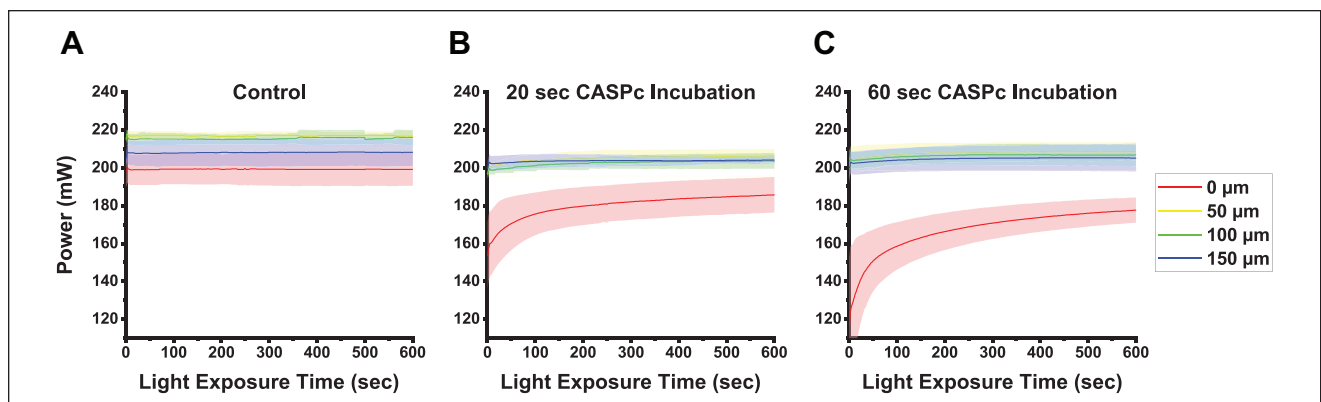 A
B
C
Control
20 sec CASPc Incubation
60 sec CASPc Incubation
Power (mW)
240
220
200
180
160
140
120
0 100 200 300 400 500 600
Light Exposure Time (sec)
240
220
200
180
160
140
120
0 100 200 300 400 500 600
Light Exposure Time (sec)
240
220
200
180
160
140
120
0 100 200 300 400 500 600
Light Exposure Time (sec)
0 µm
50 µm
100 µm
150 µm